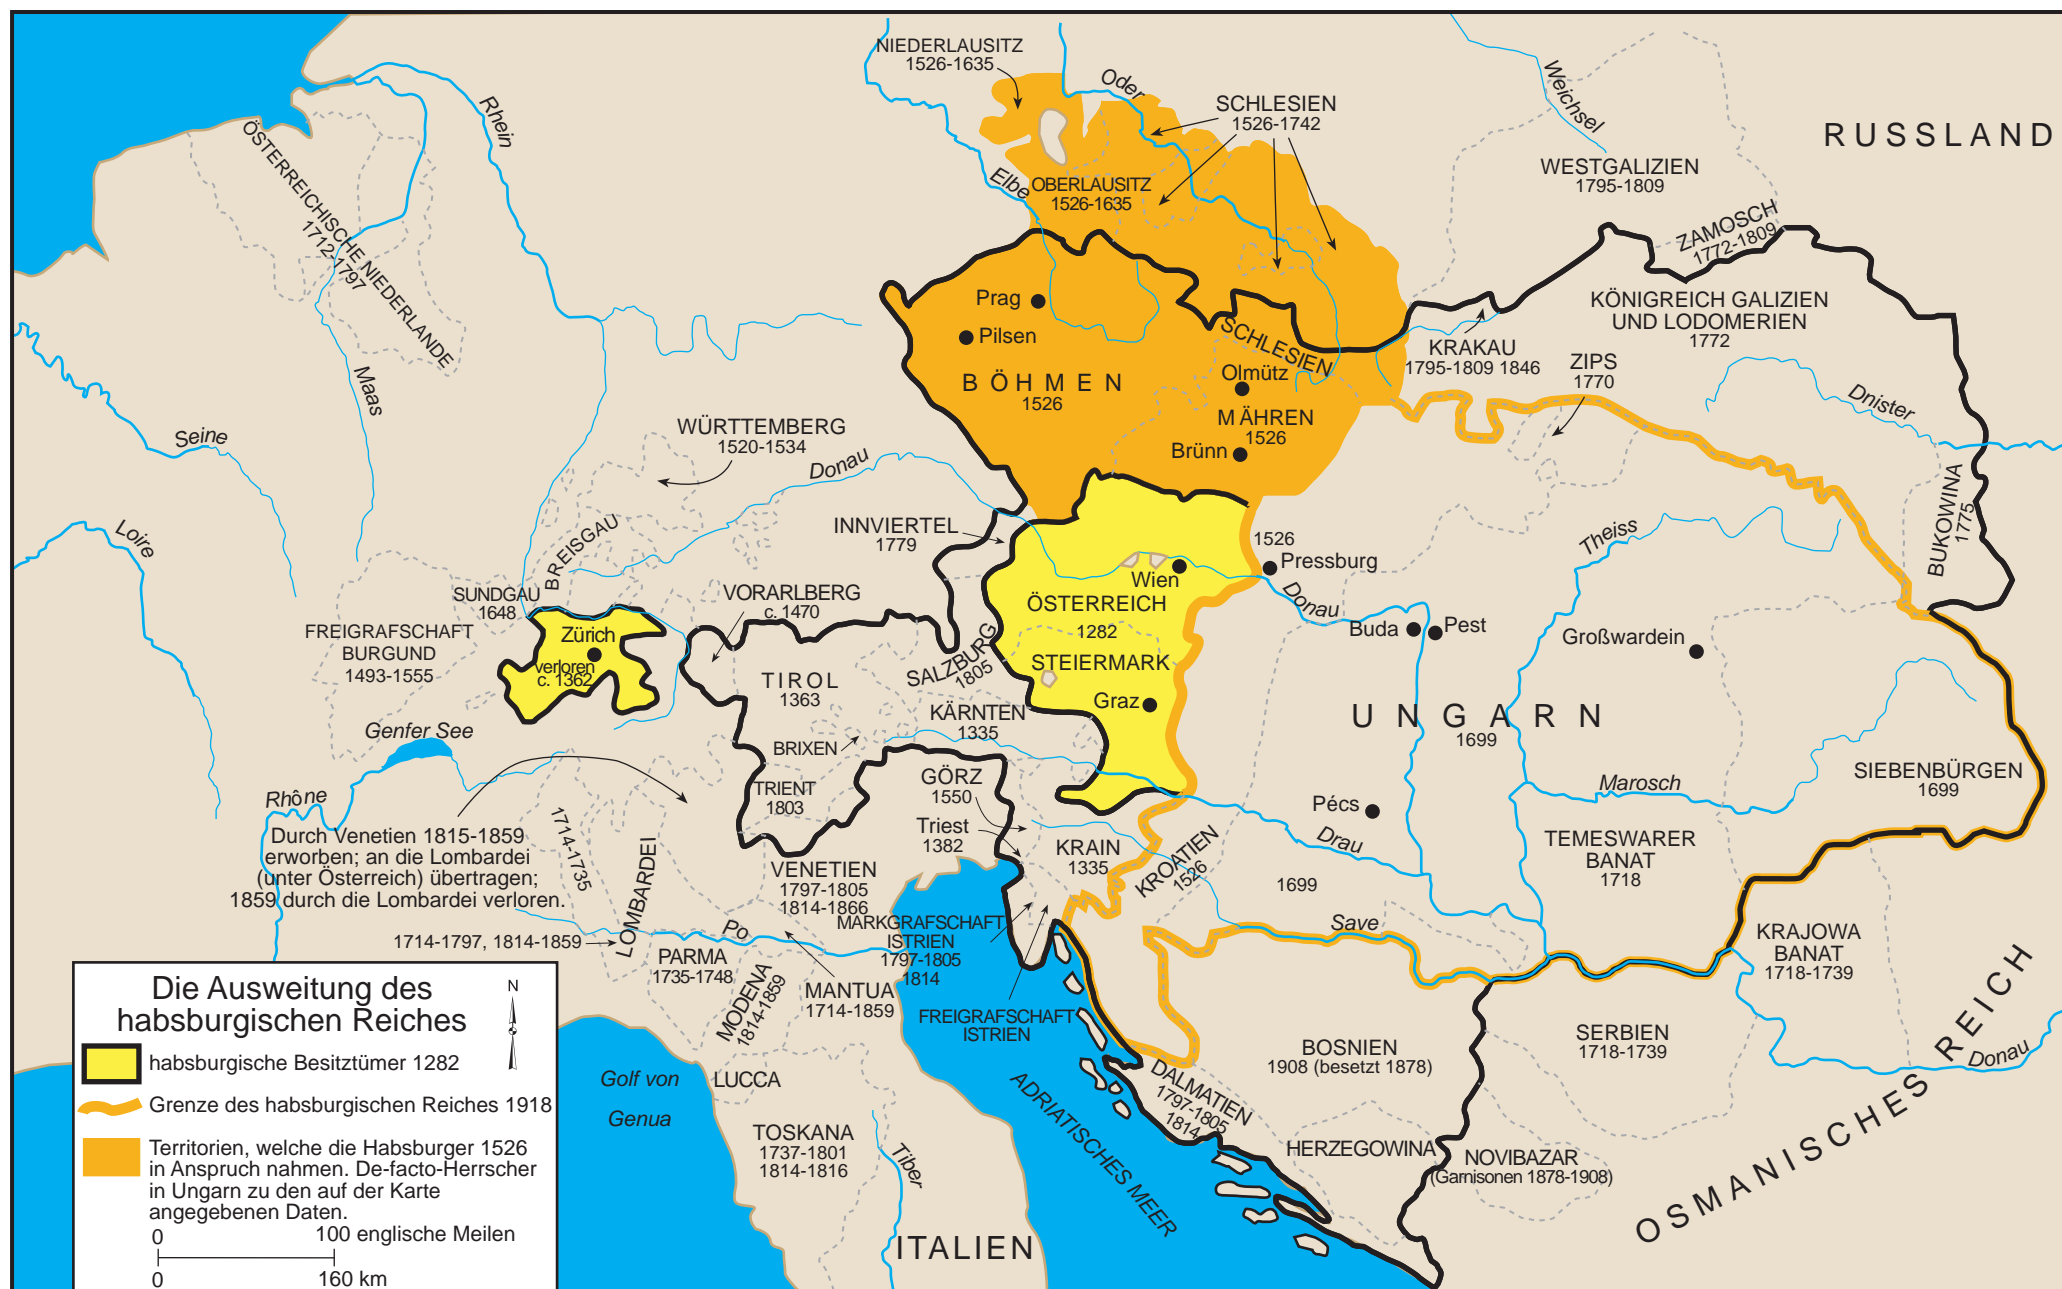 NIEDERLAUSITZ
1526-1635
Oder
SCHLESIEN
1526-1742
Weichsel
RUSSLAND
WESTGALIZIEN
1795-1809
Rhein
ÖSTERREICHISCHE NIEDERLANDE
1712-1797
Elbe
OBERLAUSITZ
1526-1635
ZAMOSCH
1772-1809
Prag
Pilsen
BÖHMEN
1526
SCHLESIEN
Olmütz
MÄHREN
1526
Brünn
KÖNIGREICH GALIZIEN
UND LODOMERIEN
1772
KRAKAU
1795-1809 1846
ZIPS
1770
Dnister
Maas
Seine
Loire
WÜRTTEMBERG
1520-1534
Donau
INNVIERTEL
1779
BREISGAU
SUNDGAU
1648
VORARLBERG
c. 1470
Zürich
verloren
c. 1362
FREIGRAFSCHAFT
BURGUND
1493-1555
Genfer See
Rhône
TIROL
1363
SALZBURG
1805
KÄRNTEN
1335
BRIXEN
TRIENT
1803
GÖRZ
1550
Triest
1382
KRAIN
1335
Wien
ÖSTERREICH
1282
STEIERMARK
Graz
1526
Pressburg
Donau
Buda
Pest
Theiss
Großwardein
BUKOWINA
1775
UNGARN
1699
Marosch
SIEBENBÜRGEN
1699
Pécs
Drau
TEMESWARER
BANAT
1718
KROATIEN
1526
1699
Save
KRAJOWA
BANAT
1718-1739
Durch Venetien 1815-1859
erworben; an die Lombardei
(unter Österreich) übertragen;
1859 durch die Lombardei verloren.
1714-1735
LOMBARDEI
1714-1797, 1814-1859
VENETIEN
1797-1805
1814-1866
Po
PARMA
1735-1748
MODENA
1814-1859
MANTUA
1714-1859
MARKGRAFSCHAFT
ISTRIEN
1797-1805
1814
FREIGRAFSCHAFT
ISTRIEN
LUCCA
Golf von
Genua
TOSKANA
1737-1801
1814-1816
Tiber
ITALIEN
ADRIATISCHES MEER
DALMATIEN
1797-1805
1814
BOSNIEN
1908 (besetzt 1878)
HERZEGOWINA
NOVIBAZAR
(Garnisonen 1878-1908)
SERBIEN
1718-1739
Donau
OSMANISCHES REICH
Die Ausweitung des
habsburgischen Reiches
N
habsburgische Besitztümer 1282
Grenze des habsburgischen Reiches 1918
Territorien, welche die Habsburger 1526
in Anspruch nahmen. De-facto-Herrscher
in Ungarn zu den auf der Karte
angegebenen Daten.
0 100 englische Meilen
0 160 km